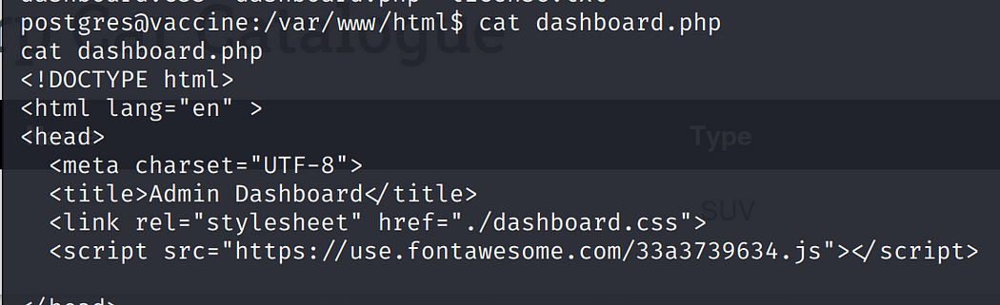 postgres@vaccine:/var/www/html$ cat dashboard.php
cat dashboard.php
<!DOCTYPE html>
<html lang="en" >
<head>
  <meta charset="UTF-8">
  <title>Admin Dashboard</title>
  <link rel="stylesheet" href="./dashboard.css">
  <script src="https://use.fontawesome.com/33a3739634.js"></script>
</head>
Catalogue
Type
SUV